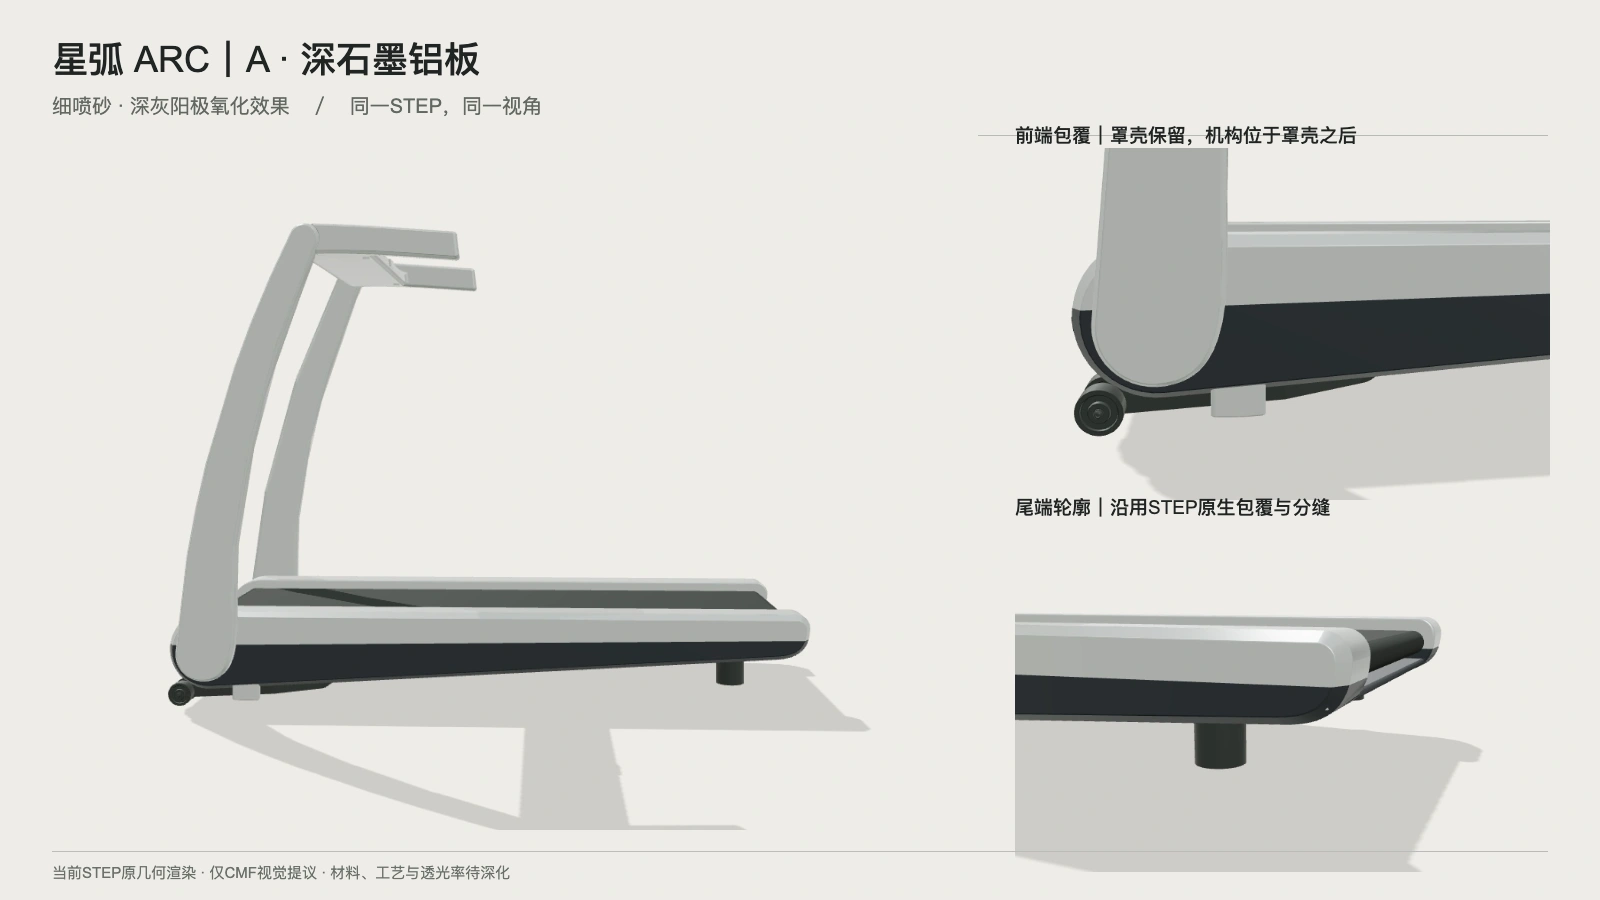 星弧 ARC｜A · 深石墨铝板
细喷砂 · 深灰阳极氧化效果 / 同一STEP，同一视角
前端包覆｜罩壳保留，机构位于罩壳之后
尾端轮廓｜沿用STEP原生包覆与分缝
当前STEP原几何渲染 · 仅CMF视觉提议 · 材料、工艺与透光率待深化